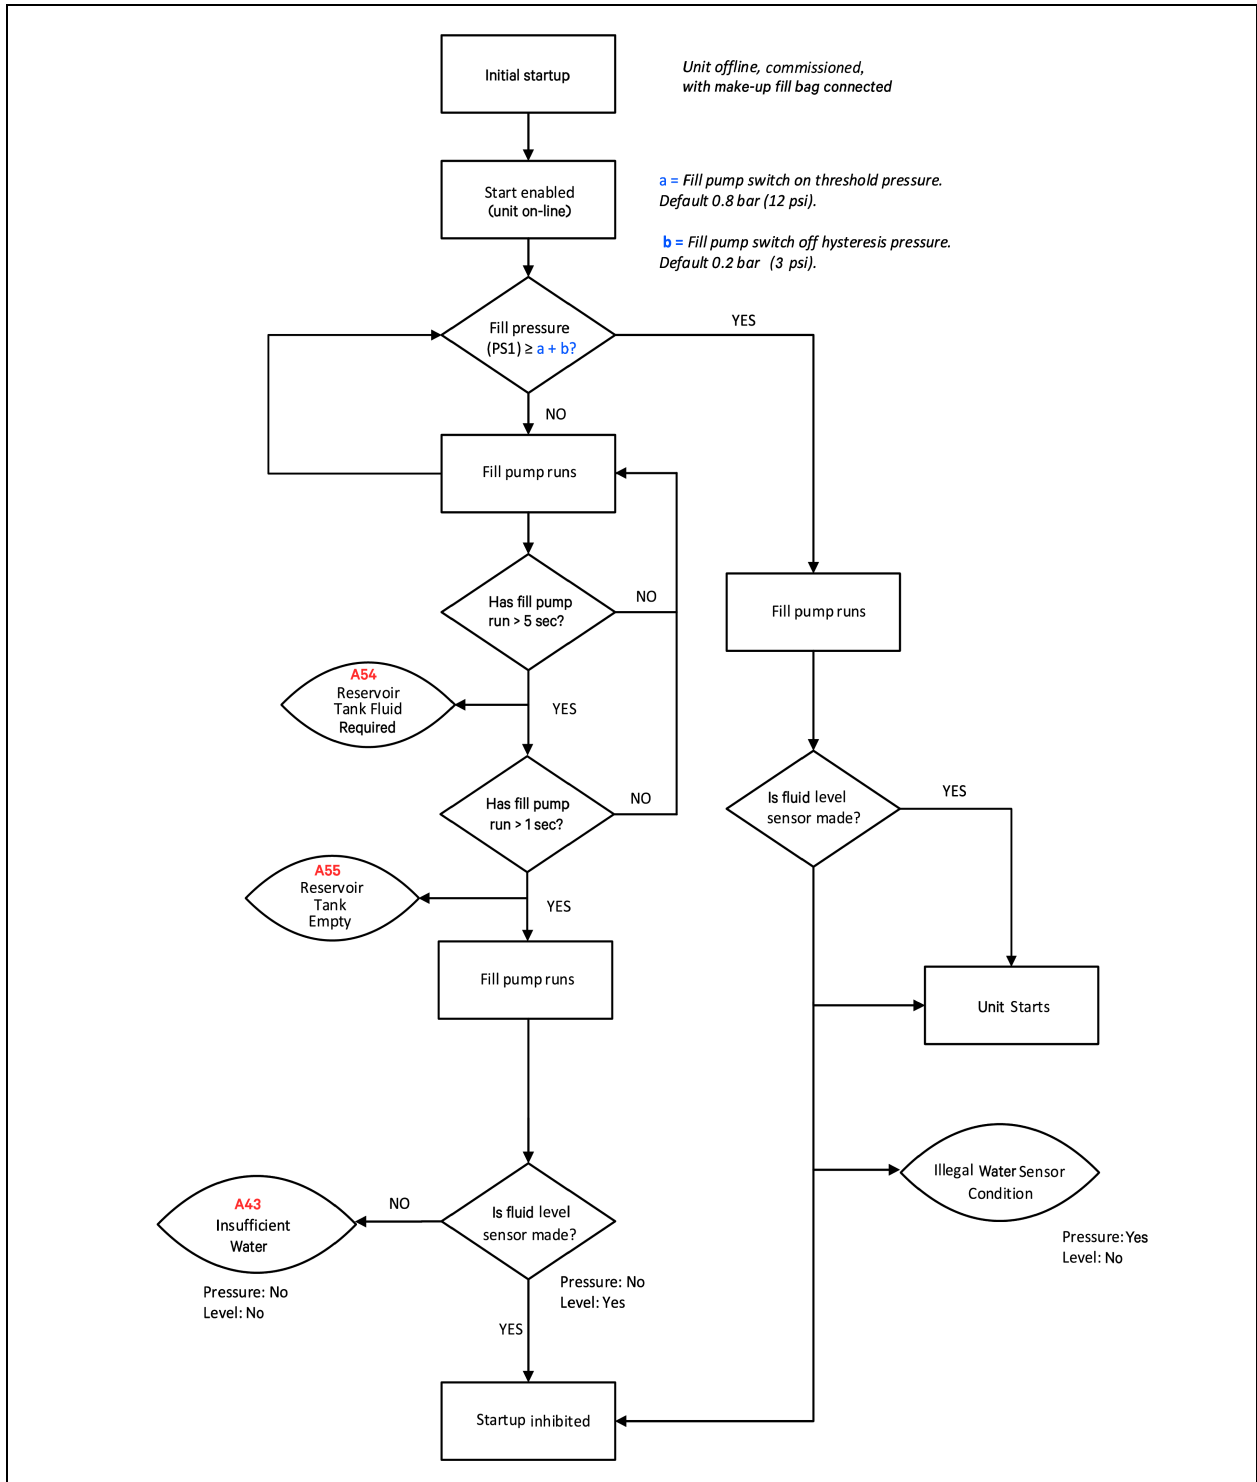 Initial startup
Unit offline, commissioned,
with make-up fill bag connected
Start enabled
(unit on-line)
a = Fill pump switch on threshold pressure.
Default 0.8 bar (12 psi).
b = Fill pump switch off hysteresis pressure.
Default 0.2 bar (3 psi).
Fill pressure
(PS1) ≥ a + b?
YES
NO
Fill pump runs
Has fill pump
run > 5 sec?
NO
Fill pump runs
A54
Reservoir
Tank Fluid
Required
YES
Has fill pump
run > 1 sec?
NO
Is fluid level
sensor made?
YES
A55
Reservoir
Tank
Empty
YES
Fill pump runs
Unit Starts
Illegal Water Sensor
Condition
Pressure: Yes
Level: No
A43
Insufficient
Water
NO
Is fluid level
sensor made?
Pressure: No
Level: No
Pressure: No
Level: Yes
YES
Startup inhibited